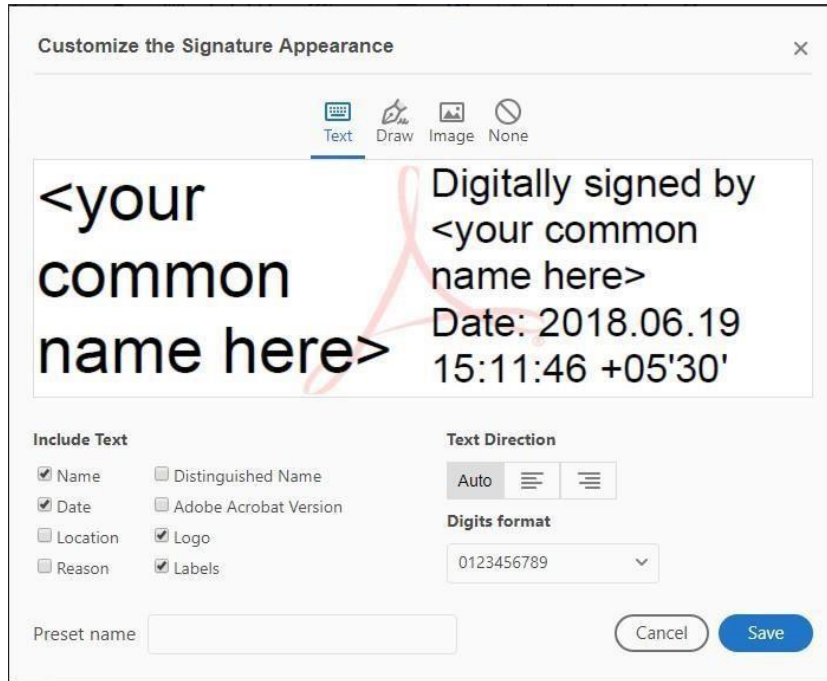 Customize the Signature Appearance
Text
Draw
Image
None
<your
common
name here>
Digitally signed by
<your common
name here>
Date: 2018.06.19
15:11:46 +05'30'
Include Text
Name
Distinguished Name
Date
Adobe Acrobat Version
Location
Logo
Reason
Labels
Text Direction
Auto
Digits format
0123456789
Preset name
Cancel
Save